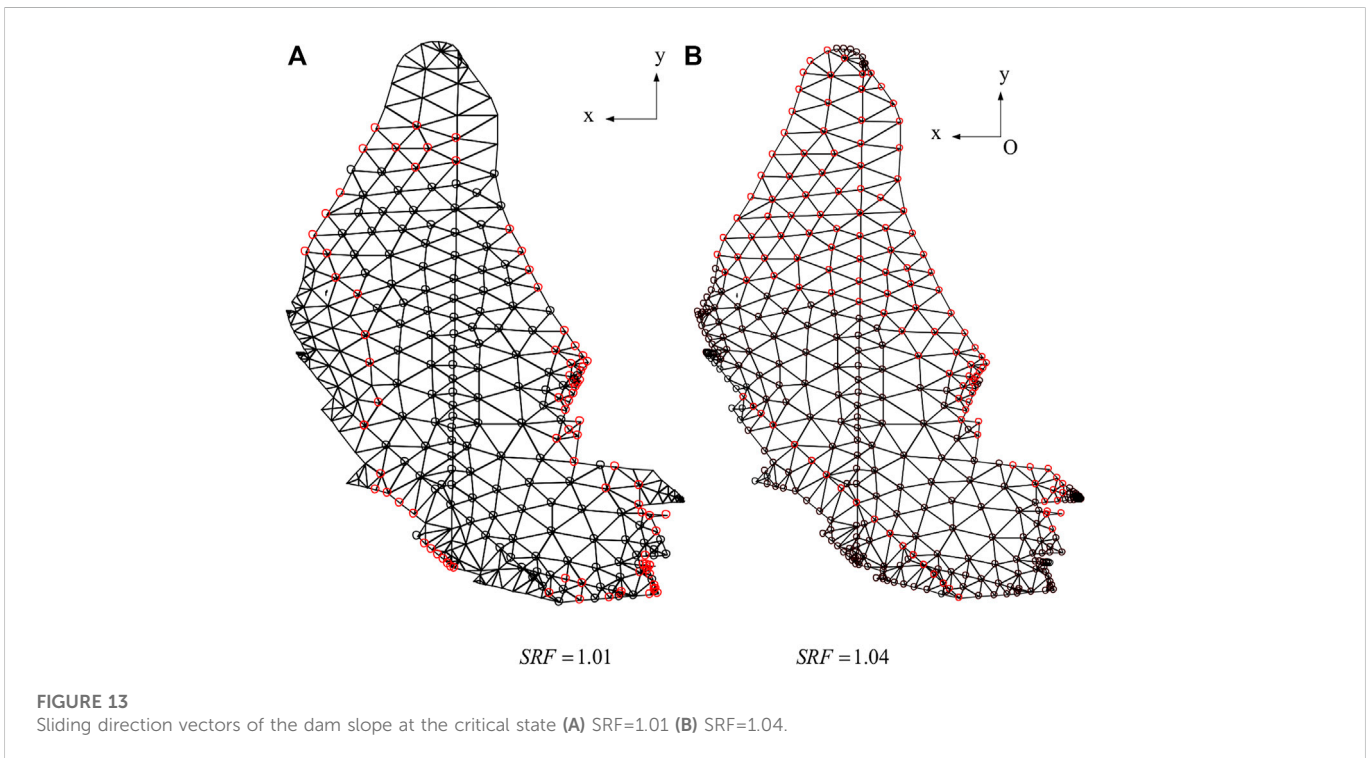 A
y
x
B
y
x
O
SRF = 1.01
SRF = 1.04
FIGURE 13
Sliding direction vectors of the dam slope at the critical state (A) SRF=1.01 (B) SRF=1.04.